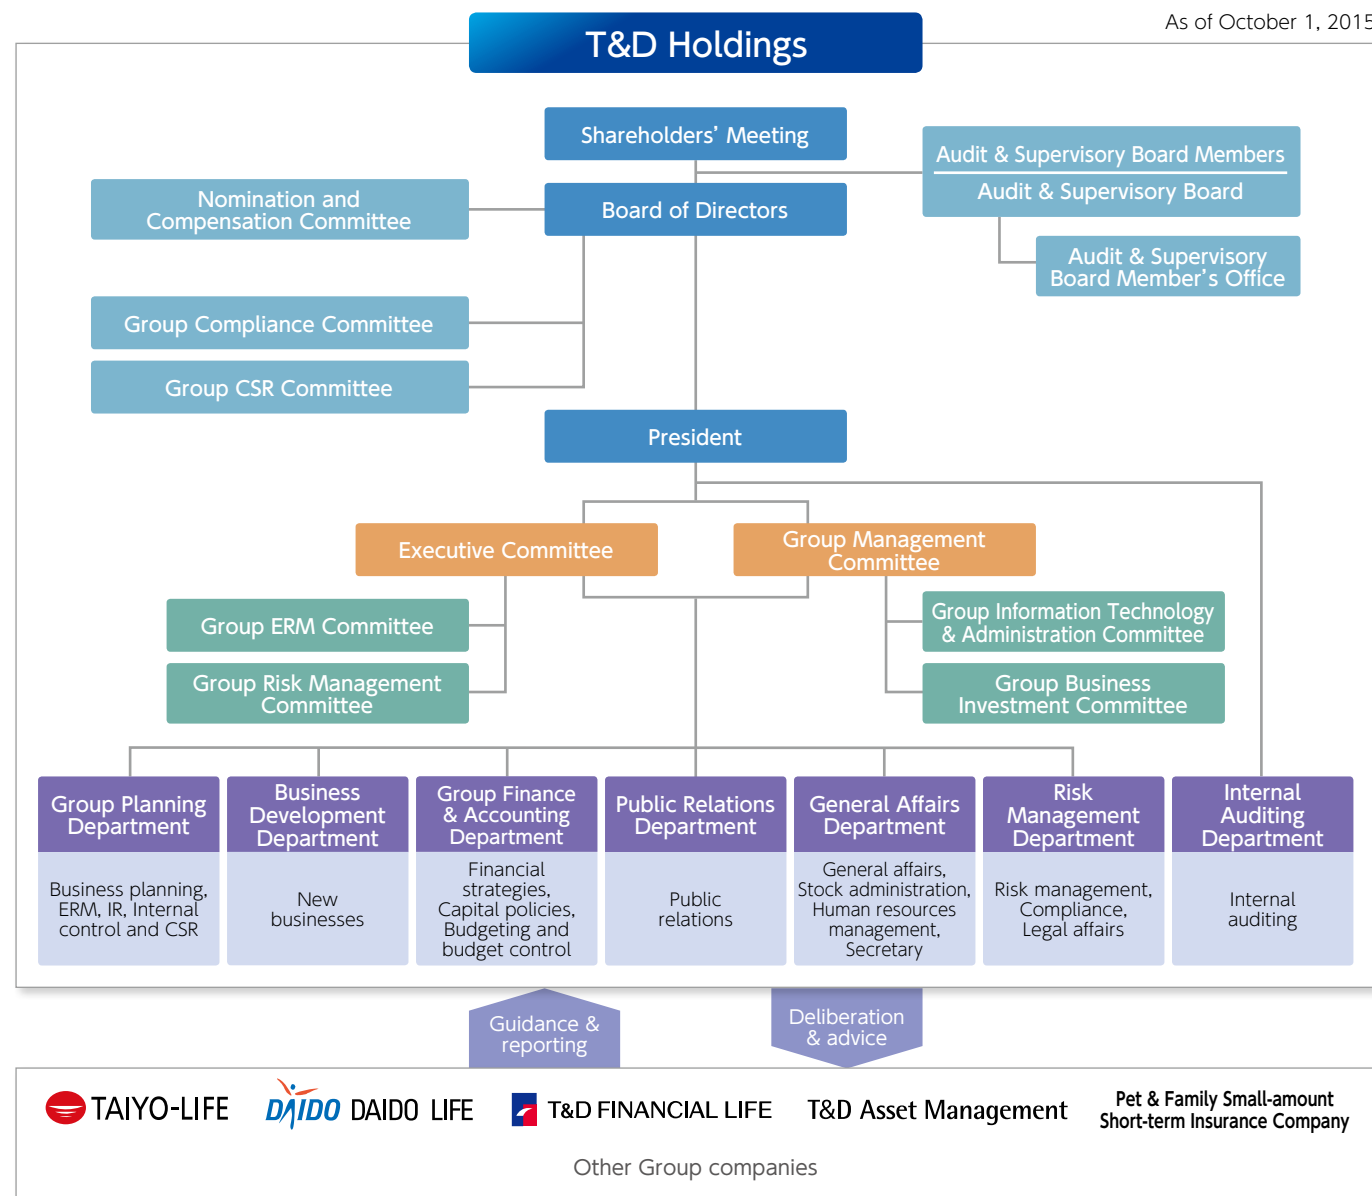 As of October 1, 2015
T&D Holdings
Shareholders' Meeting
Audit & Supervisory Board Members
Audit & Supervisory Board
Nomination and
Compensation Committee
Board of Directors
Audit & Supervisory
Board Member's Office
Group Compliance Committee
Group CSR Committee
President
Executive Committee
Group Management
Committee
Group ERM Committee
Group Information Technology
& Administration Committee
Group Risk Management
Committee
Group Business
Investment Committee
Group Planning
Department
Business planning,
ERM, IR, Internal
control and CSR
Business
Development
Department
New
businesses
Group Finance
& Accounting
Department
Financial
strategies,
Capital policies,
Budgeting and
budget control
Public Relations
Department
Public
relations
General Affairs
Department
General affairs,
Stock administration,
Human resources
management,
Secretary
Risk
Management
Department
Risk management,
Compliance,
Legal affairs
Internal
Auditing
Department
Internal
auditing
Guidance &
reporting
Deliberation
& advice
TAIYO-LIFE
DAIDO DAIDO LIFE
T&D FINANCIAL LIFE
T&D Asset Management
Pet & Family Small-amount
Short-term Insurance Company
Other Group companies